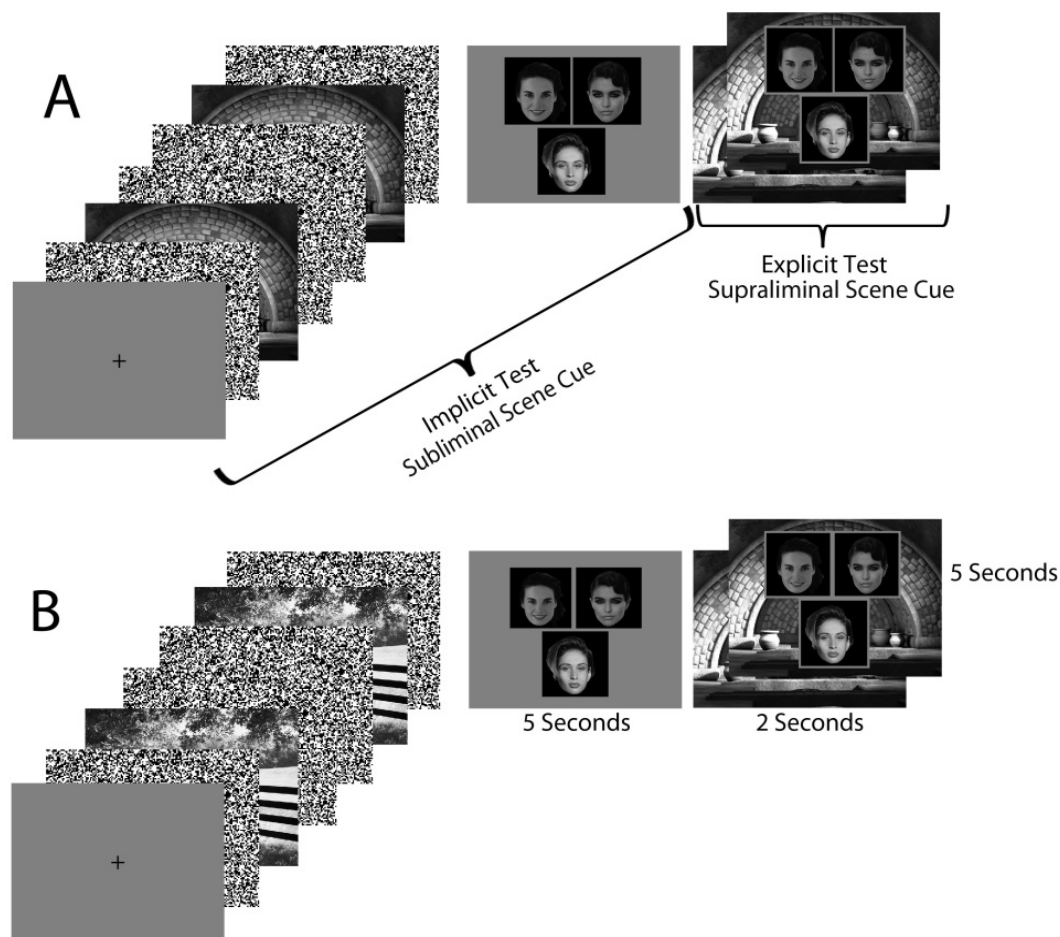 A
Explicit Test
Supraliminal Scene Cue
Implicit Test
Subliminal Scene Cue
B
5 Seconds
5 Seconds
2 Seconds